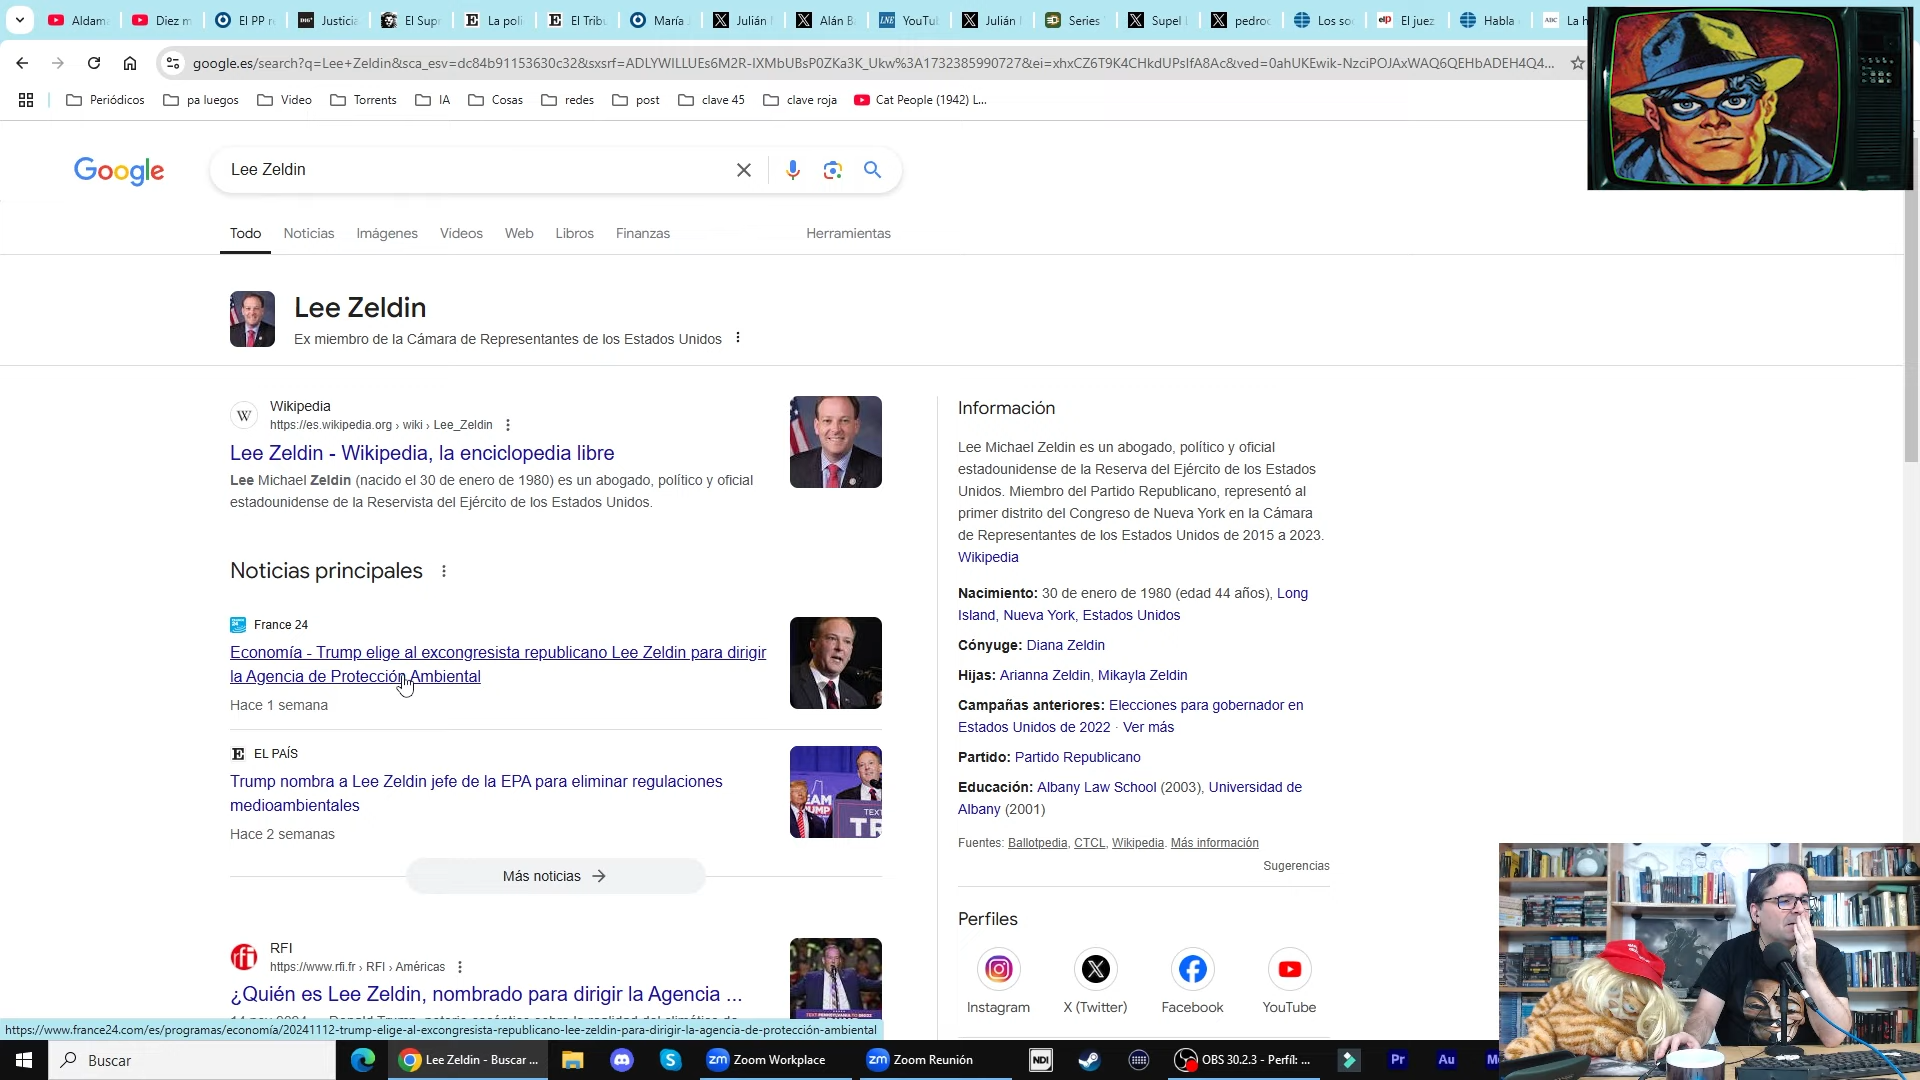 Aldam
Diez m
El PP r
Justicia
El Supr
La poli
El Tribu
María J
Julián
Alán B
YouTub
Julián
Series
Supel
pedro
Los so
El juez
Habla
La h
google.es/search?q=Lee+Zeldin&sca_esv=dc84b91153630c32&sxsrf=ADLYWILLUEs6M2R-IXMbUBsP0ZKa3K_Ukw%3A1732385990727&ei=xhxCZ6T9K4CHkdUPsIfA8Ac&ved=0ahUKEwik-NzciPOJAxWAQ6QEHbADEH4Q4...
Periódicos
pa luegos
Video
Torrents
IA
Cosas
redes
post
clave 45
clave roja
Cat People (1942) L...
Google
Lee Zeldin
Todo
Noticias
Imágenes
Videos
Web
Libros
Finanzas
Herramientas
Lee Zeldin
Ex miembro de la Cámara de Representantes de los Estados Unidos
Wikipedia
https://es.wikipedia.org › wiki › Lee_Zeldin
Lee Zeldin - Wikipedia, la enciclopedia libre
Lee Michael Zeldin (nacido el 30 de enero de 1980) es un abogado, político y oficial
estadounidense de la Reservista del Ejército de los Estados Unidos.
Noticias principales
France 24
Economía - Trump elige al excongresista republicano Lee Zeldin para dirigir
la Agencia de Protección Ambiental
Hace 1 semana
EL PAÍS
Trump nombra a Lee Zeldin jefe de la EPA para eliminar regulaciones
medioambientales
Hace 2 semanas
Más noticias
RFI
https://www.rfi.fr › RFI › Américas
¿Quién es Lee Zeldin, nombrado para dirigir la Agencia ...
Información
Lee Michael Zeldin es un abogado, político y oficial
estadounidense de la Reserva del Ejército de los Estados
Unidos. Miembro del Partido Republicano, representó al
primer distrito del Congreso de Nueva York en la Cámara
de Representantes de los Estados Unidos de 2015 a 2023.
Wikipedia
Nacimiento: 30 de enero de 1980 (edad 44 años), Long
Island, Nueva York, Estados Unidos
Cónyuge: Diana Zeldin
Hijas: Arianna Zeldin, Mikayla Zeldin
Campañas anteriores: Elecciones para gobernador en
Estados Unidos de 2022 · Ver más
Partido: Partido Republicano
Educación: Albany Law School (2003), Universidad de
Albany (2001)
Fuentes: Ballotpedia, CTCL, Wikipedia. Más información
Sugerencias
Perfiles
Instagram
X (Twitter)
Facebook
YouTube
https://www.france24.com/es/programas/economía/20241112-trump-elige-al-excongresista-republicano-lee-zeldin-para-dirigir-la-agencia-de-protección-ambiental
Buscar
Lee Zeldin - Buscar ...
Zoom Workplace
Zoom Reunión
NDI
OBS 30.2.3 - Perfil: ...
Pr
Au